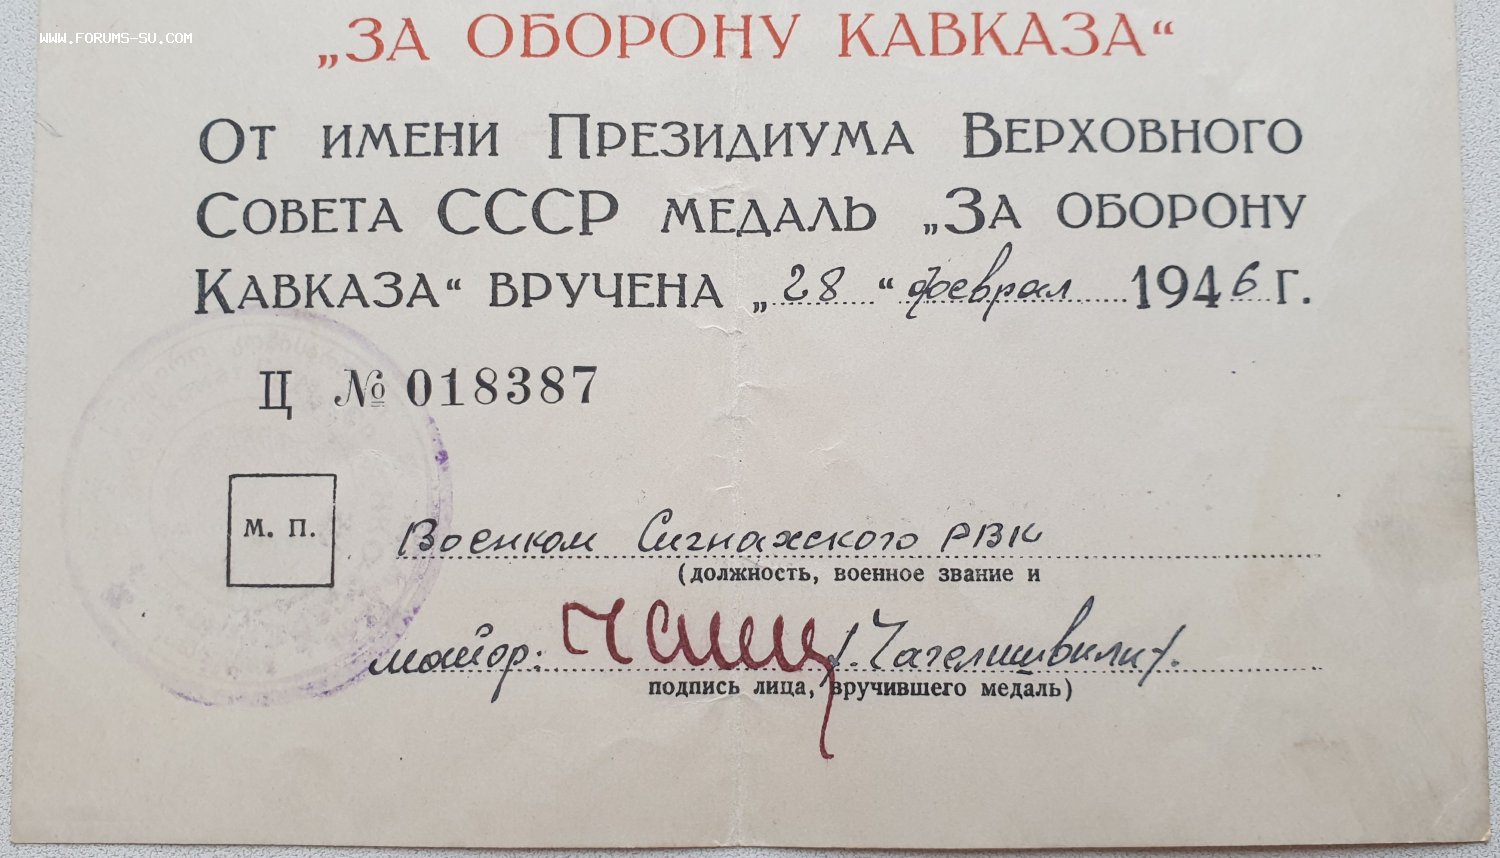 WWW.FORUMS-SU.COM
„ЗА ОБОРОНУ КАВКАЗА“
От имени Президиума Верховного
Совета СССР медаль „За оборону
Кавказа“ вручена „28“ феврал 1946 г.
Ц № 018387
М. П.
Военком Сигнахского РВК
(должность, военное звание и
майор: /. Чагелишвили /.
подпись лица, вручившего медаль)